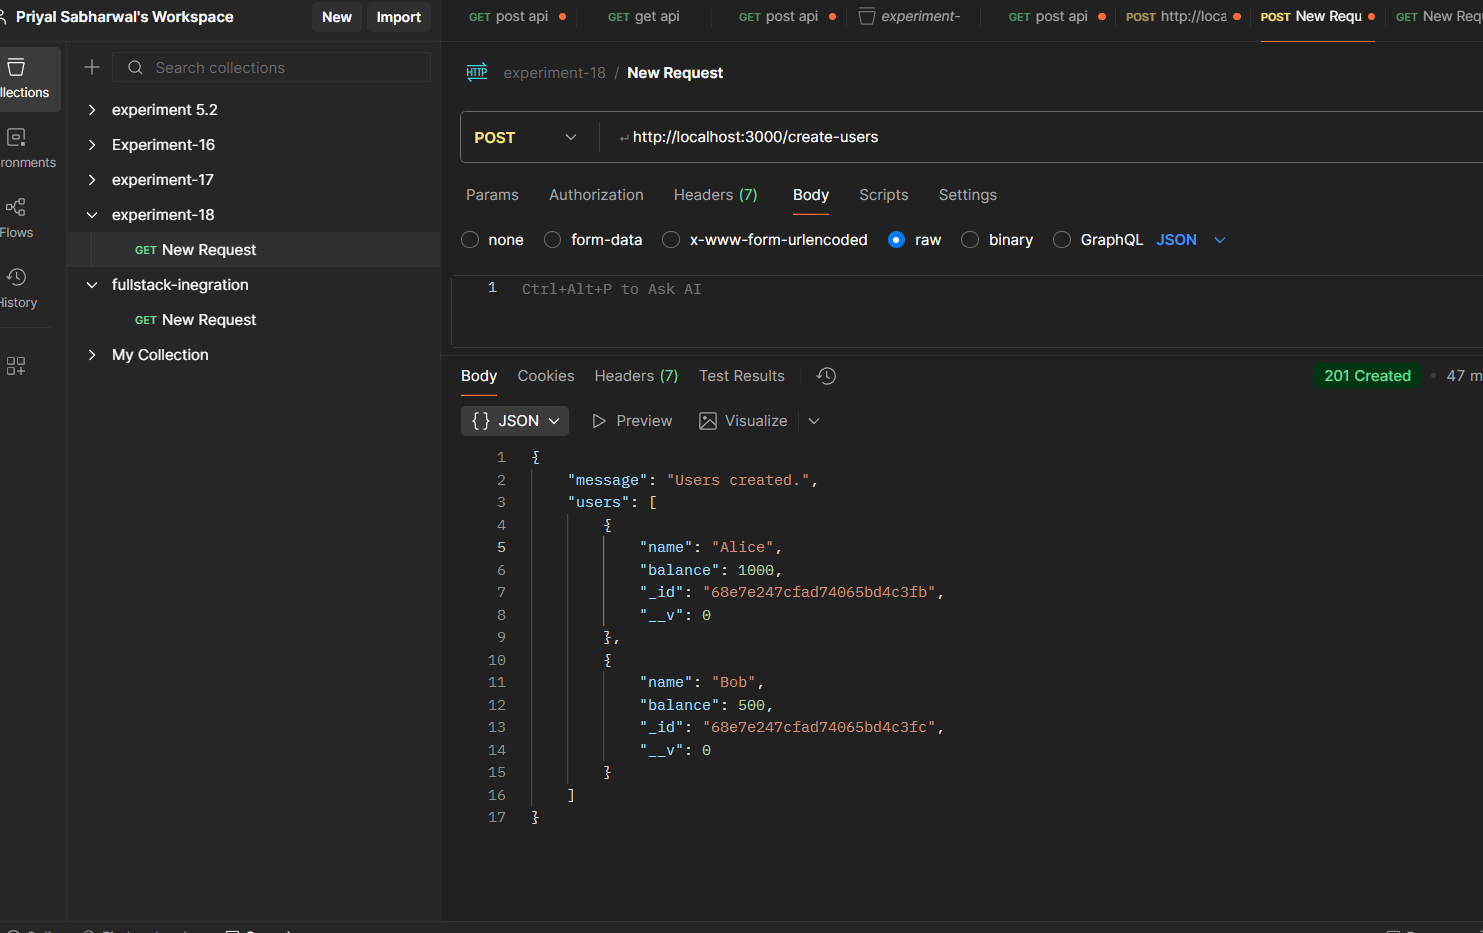 Priyal Sabharwal's Workspace
New
Import
GET post api
GET get api
GET post api
experiment-
GET post api
POST http://loca
POST New Requ
GET New Req
llections
ronments
Flows
History
Search collections
experiment 5.2
Experiment-16
experiment-17
experiment-18
GET New Request
fullstack-inegration
GET New Request
My Collection
HTTP experiment-18 / New Request
POST
http://localhost:3000/create-users
Params Authorization Headers (7) Body Scripts Settings
none form-data x-www-form-urlencoded raw binary GraphQL JSON
1 Ctrl+Alt+P to Ask AI
Body Cookies Headers (7) Test Results
201 Created • 47 m
{} JSON Preview Visualize
1 {
2 "message": "Users created.",
3 "users": [
4 {
5 "name": "Alice",
6 "balance": 1000,
7 "_id": "68e7e247cfad74065bd4c3fb",
8 "__v": 0
9 },
10 {
11 "name": "Bob",
12 "balance": 500,
13 "_id": "68e7e247cfad74065bd4c3fc",
14 "__v": 0
15 }
16 ]
17 }